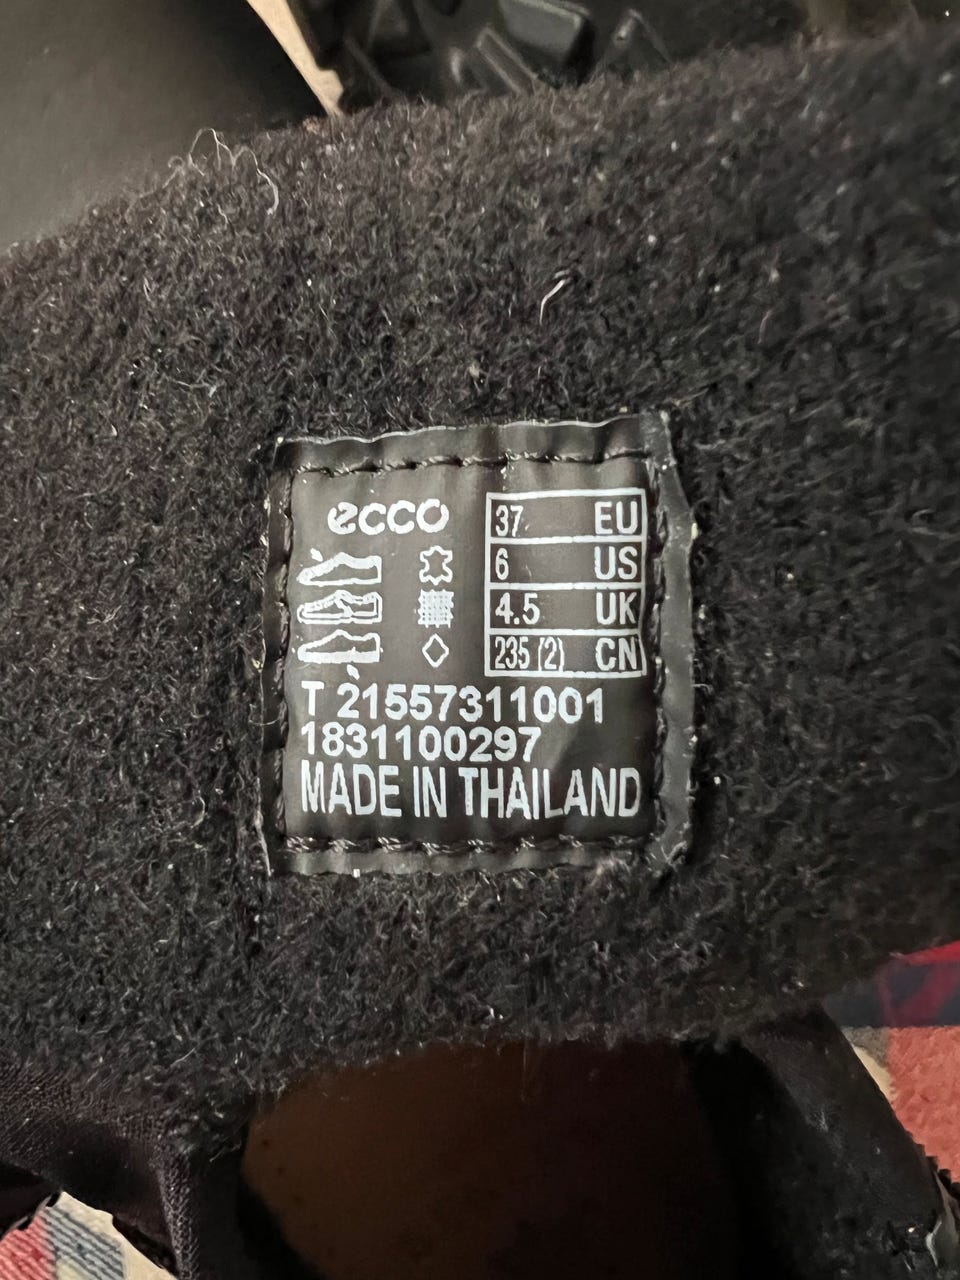 ecco
37 EU
6 US
4.5 UK
235 (2) CN
T 21557311001
1831100297
MADE IN THAILAND